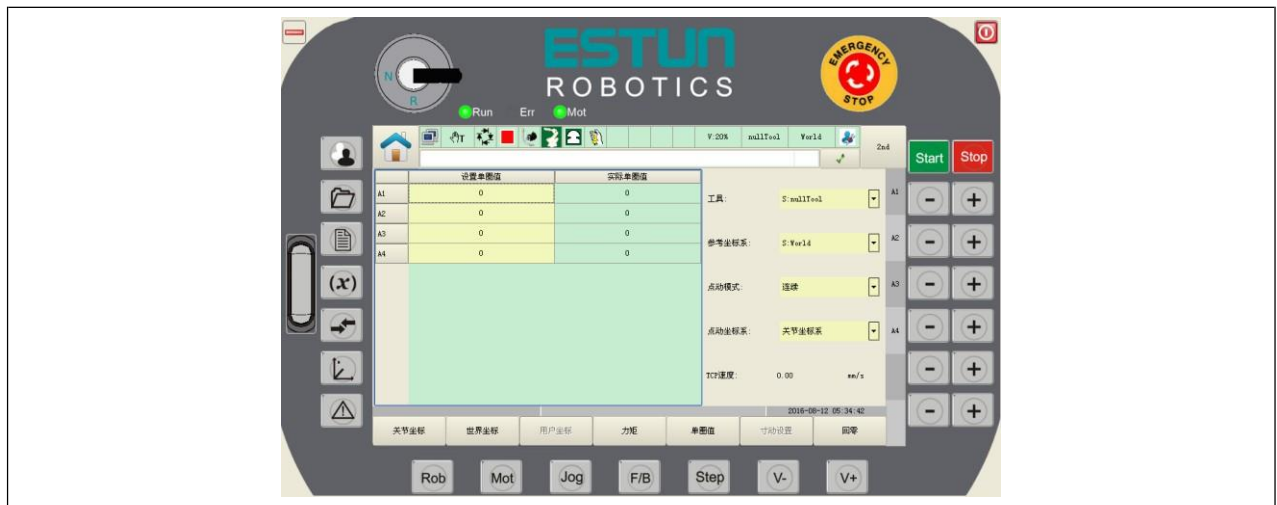 ESTUN
ROBOTICS
EMERGENCY
STOP
N
R
Run Err Mot
T
V:20% nullTool World
2nd
Start Stop
设置单圈值 实际单圈值
A1 0 0
A2 0 0
A3 0 0
A4 0 0
工具: S:nullTool
参考坐标系: S:World
点动模式: 连续
点动坐标系: 关节坐标系
TCP速度: 0.00 mm/s
A1 - +
A2 - +
A3 - +
A4 - +
- +
- +
(x)
2016-08-12 05:34:42
关节坐标 世界坐标 用户坐标 力矩 单圈值 寸动设置 回零
Rob Mot Jog F/B Step V- V+